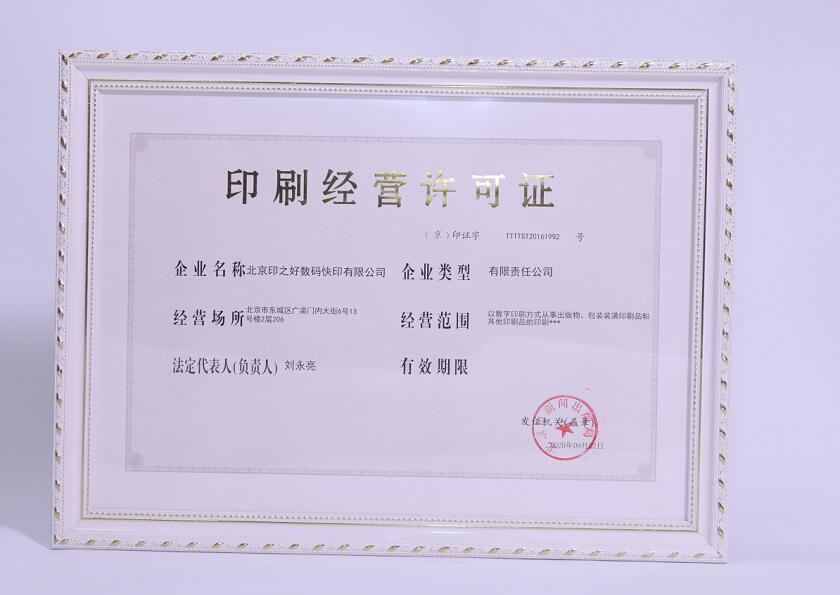 印刷经营许可证
(京)印证字 TTTTST20161992 号
企业名称 北京印之好数码快印有限公司 企业类型 有限责任公司
经营场所 北京市东城区广渠门内大街6号13
号楼2层206
经营范围 以数字印刷方式从事出版物、包装装潢印刷品和
其他印刷品的印刷***
法定代表人(负责人) 刘永亮 有效期限
新闻出版局
发证机关(盖章)
2020年09月22日